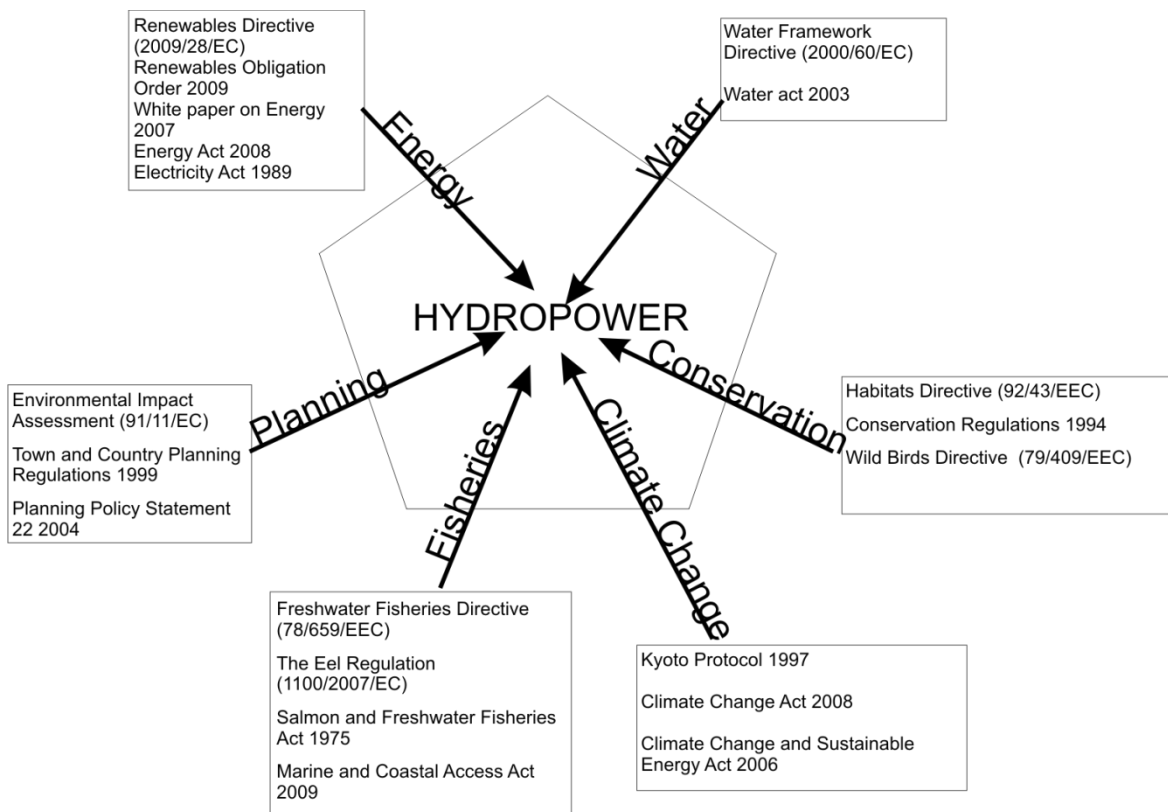 Renewables Directive
(2009/28/EC)
Renewables Obligation
Order 2009
White paper on Energy
2007
Energy Act 2008
Electricity Act 1989
Water Framework
Directive (2000/60/EC)
Water act 2003
Energy
Water
HYDROPOWER
Planning
Fisheries
Climate Change
Conservation
Environmental Impact
Assessment (91/11/EC)
Town and Country Planning
Regulations 1999
Planning Policy Statement
22 2004
Habitats Directive (92/43/EEC)
Conservation Regulations 1994
Wild Birds Directive (79/409/EEC)
Freshwater Fisheries Directive
(78/659/EEC)
The Eel Regulation
(1100/2007/EC)
Salmon and Freshwater Fisheries
Act 1975
Marine and Coastal Access Act
2009
Kyoto Protocol 1997
Climate Change Act 2008
Climate Change and Sustainable
Energy Act 2006